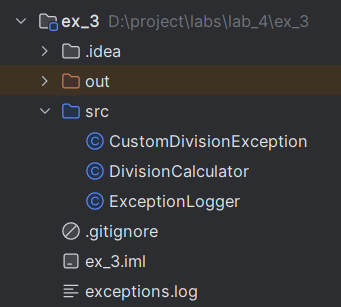 ex_3 D:\project\labs\lab_4\ex_3
.idea
out
src
CustomDivisionException
DivisionCalculator
ExceptionLogger
.gitignore
ex_3.iml
exceptions.log